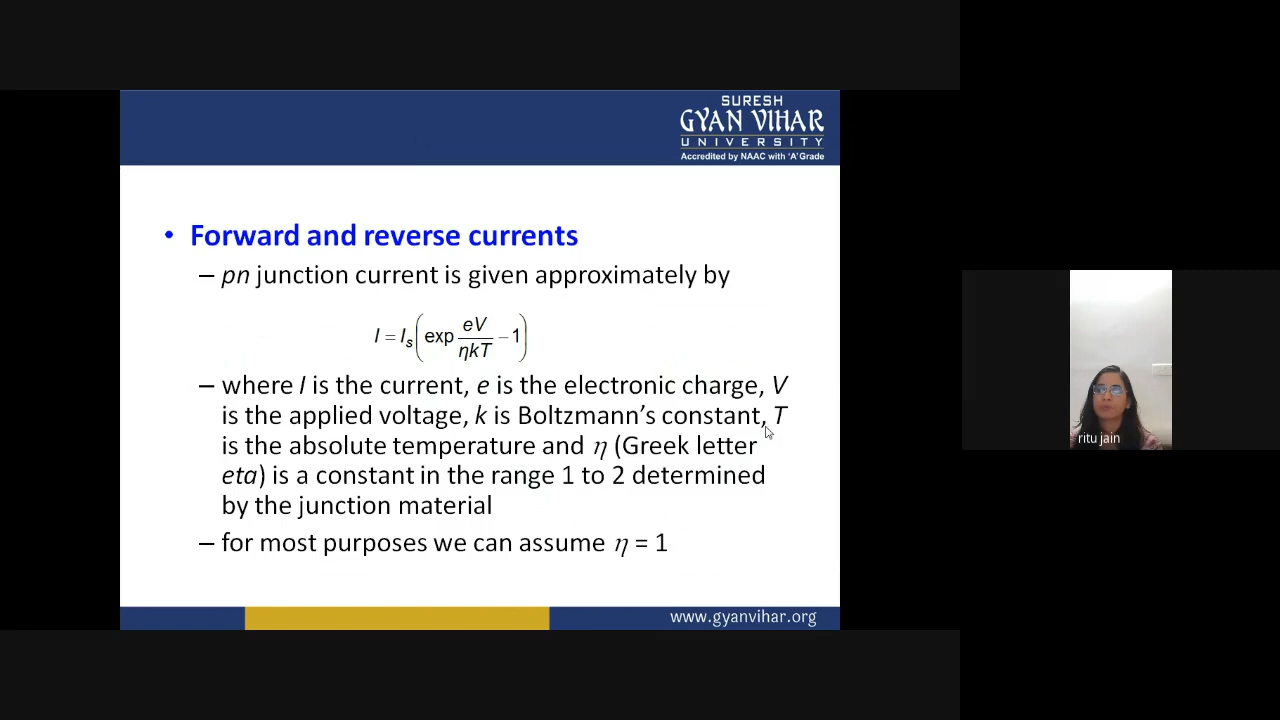 SURESH
GYAN VIHAR
UNIVERSITY
Accredited by NAAC with 'A' Grade
• Forward and reverse currents
– pn junction current is given approximately by
I = Is(exp eV/ηkT − 1)
– where I is the current, e is the electronic charge, V
is the applied voltage, k is Boltzmann's constant, T
is the absolute temperature and η (Greek letter
eta) is a constant in the range 1 to 2 determined
by the junction material
– for most purposes we can assume η = 1
www.gyanvihar.org
ritu jain